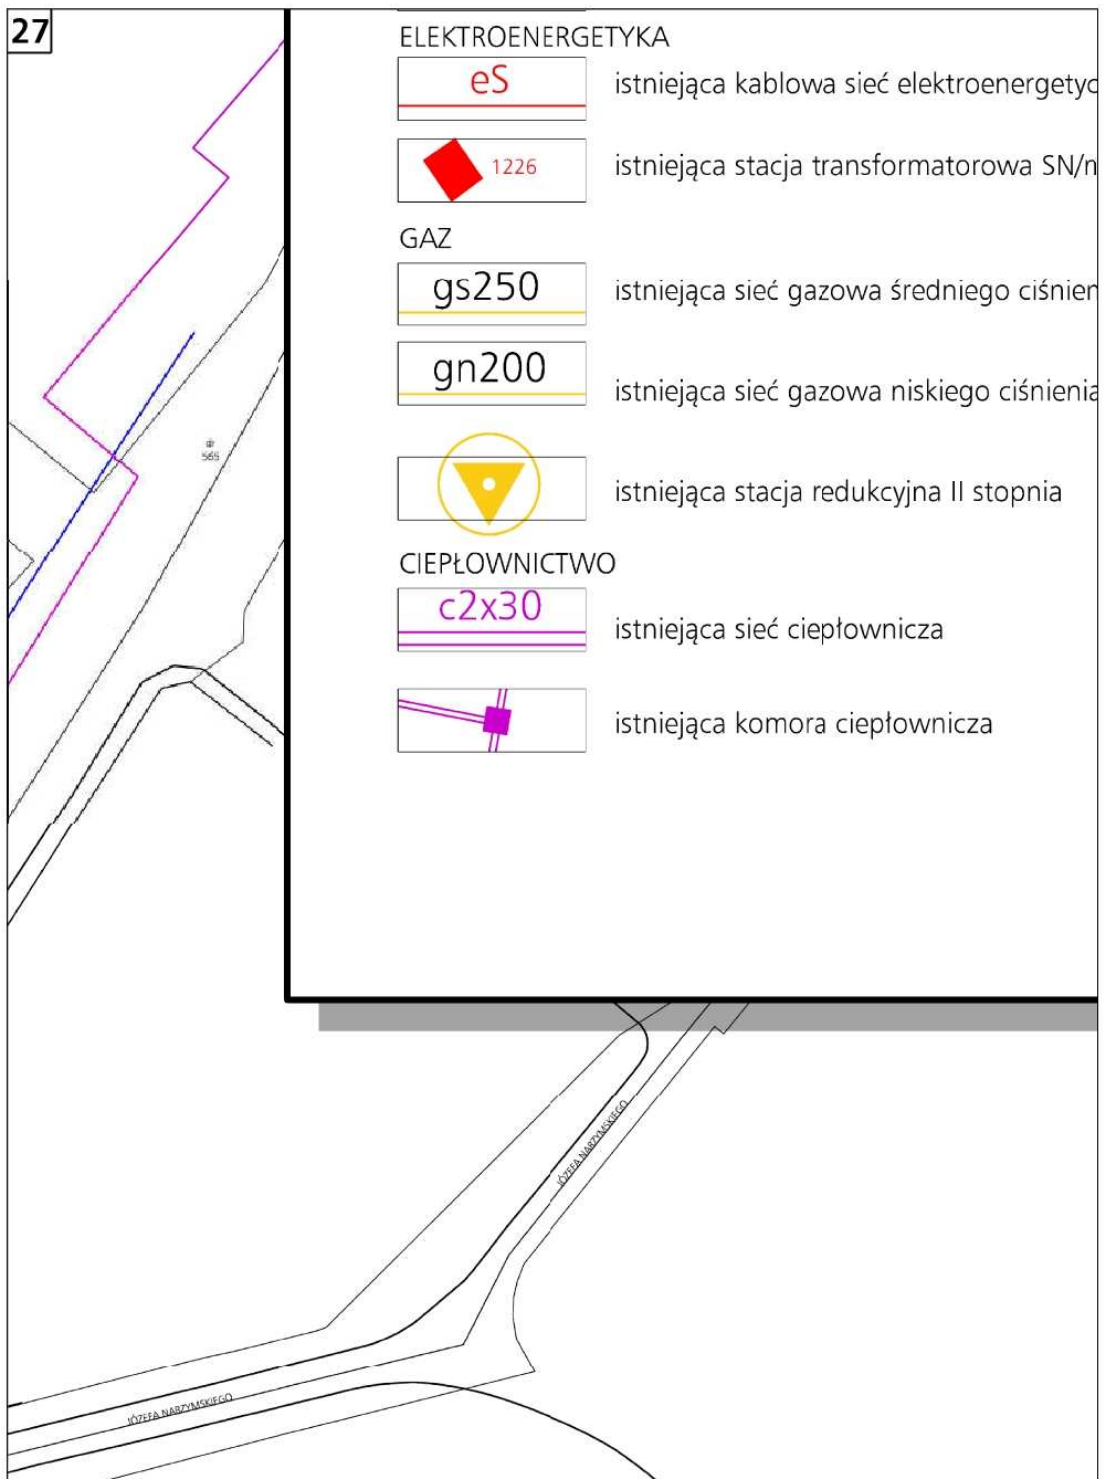 27
ELEKTROENERGETYKA
eS
istniejąca kablowa sieć elektroenergetyc
1226
istniejąca stacja transformatorowa SN/n
GAZ
gs250
istniejąca sieć gazowa średniego ciśnien
gn200
istniejąca sieć gazowa niskiego ciśnienia
dr
565
istniejąca stacja redukcyjna II stopnia
CIEPŁOWNICTWO
c2x30
istniejąca sieć ciepłownicza
istniejąca komora ciepłownicza
JÓZEFA NARZYMSKIEGO
JÓZEFA NARZYMSKIEGO